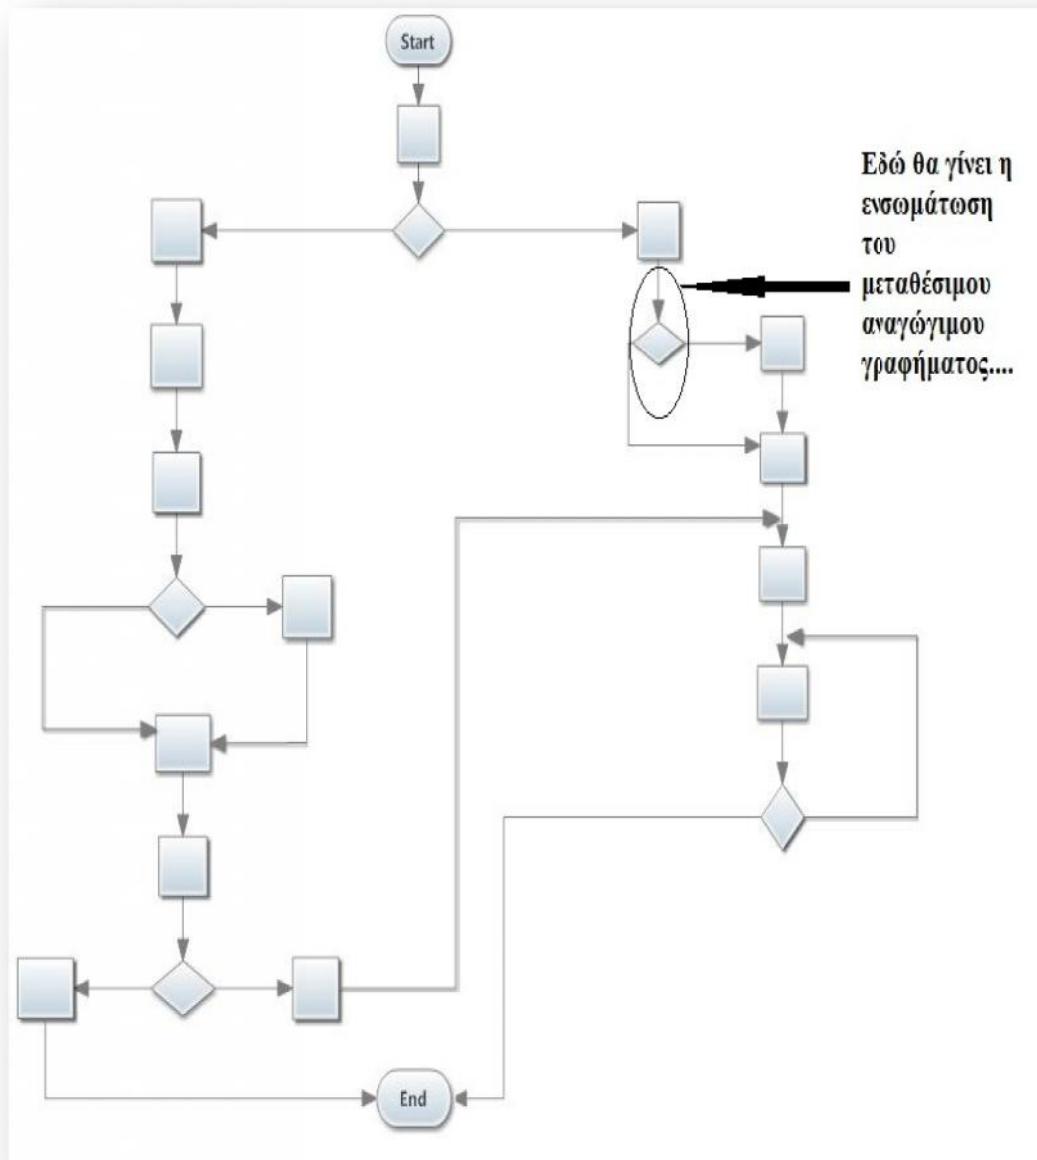 Start
Εδώ θα γίνει η
ενσωμάτωση
του
μεταθέσιμου
αναγώγιμου
γραφήματος....
End